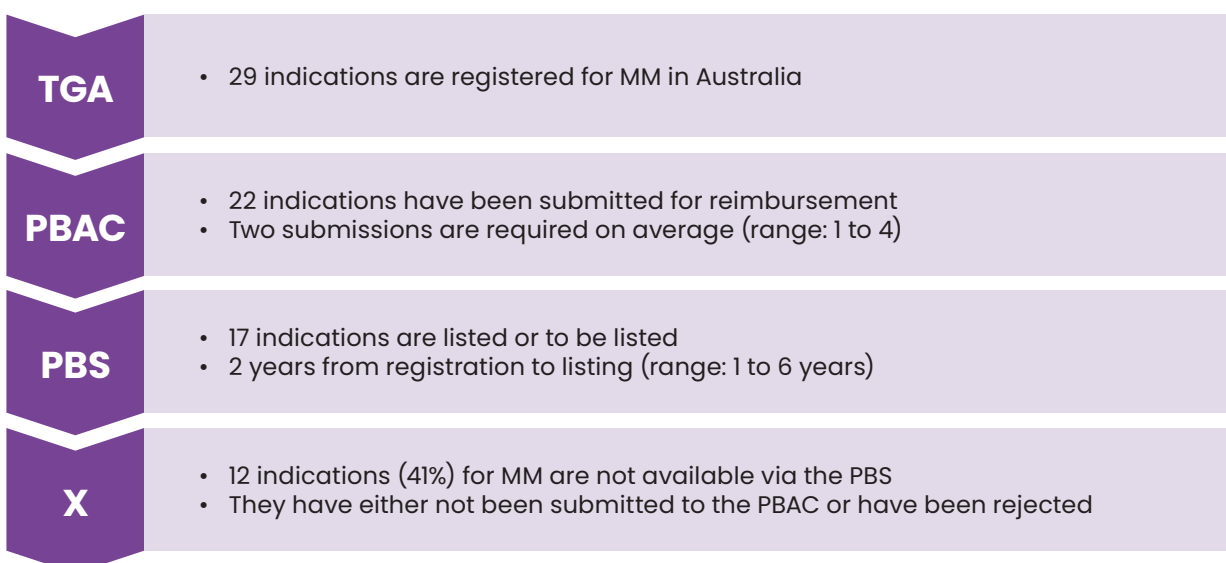 TGA
• 29 indications are registered for MM in Australia
PBAC
• 22 indications have been submitted for reimbursement
• Two submissions are required on average (range: 1 to 4)
PBS
• 17 indications are listed or to be listed
• 2 years from registration to listing (range: 1 to 6 years)
X
• 12 indications (41%) for MM are not available via the PBS
• They have either not been submitted to the PBAC or have been rejected